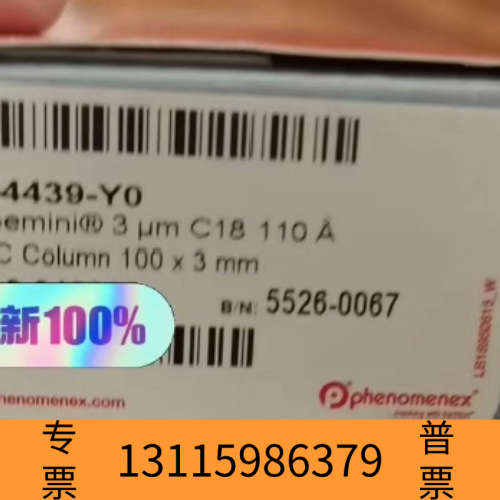 4439-Y0
emini® 3 µm C18 110 Å
C Column 100 x 3 mm
B/N: 5526-0067
新100%
henomenex.com
phenomenex
专票
13115986379
普票